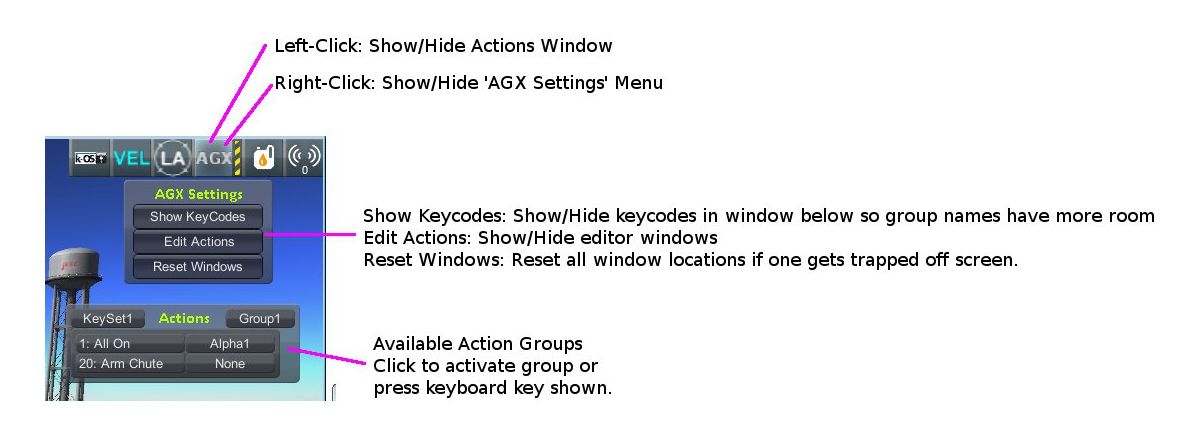 Left-Click: Show/Hide Actions Window
Right-Click: Show/Hide 'AGX Settings' Menu
k-OS VEL LA AGX 0
AGX Settings
Show KeyCodes
Edit Actions
Reset Windows
Show Keycodes: Show/Hide keycodes in window below so group names have more room
Edit Actions: Show/Hide editor windows
Reset Windows: Reset all window locations if one gets trapped off screen.
KeySet1 Actions Group1
1: All On Alpha1
20: Arm Chute None
Available Action Groups
Click to activate group or
press keyboard key shown.